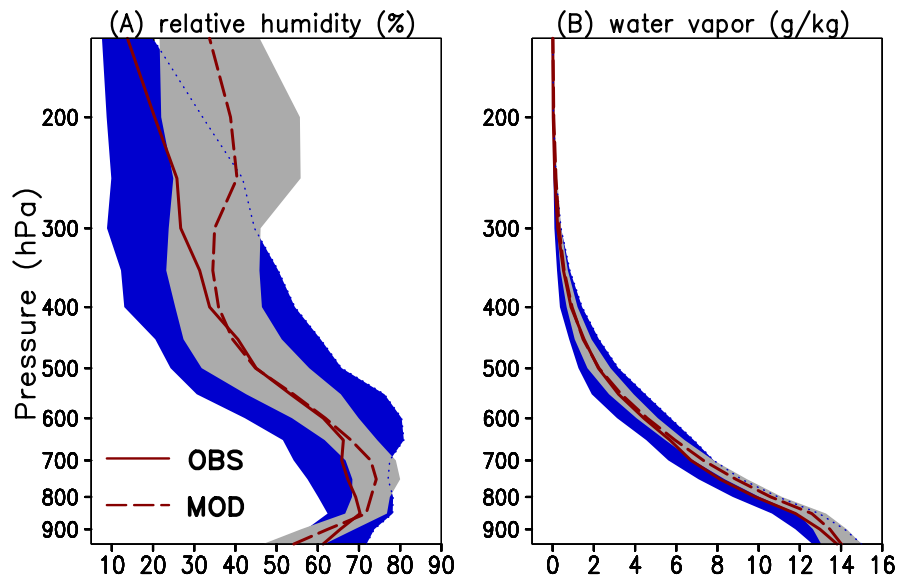 (A) relative humidity (%)
(B) water vapor (g/kg)
Pressure (hPa)
200
300
400
500
600
700
800
900
OBS
MOD
10 20 30 40 50 60 70 80 90
200
300
400
500
600
700
800
900
0 2 4 6 8 10 12 14 16